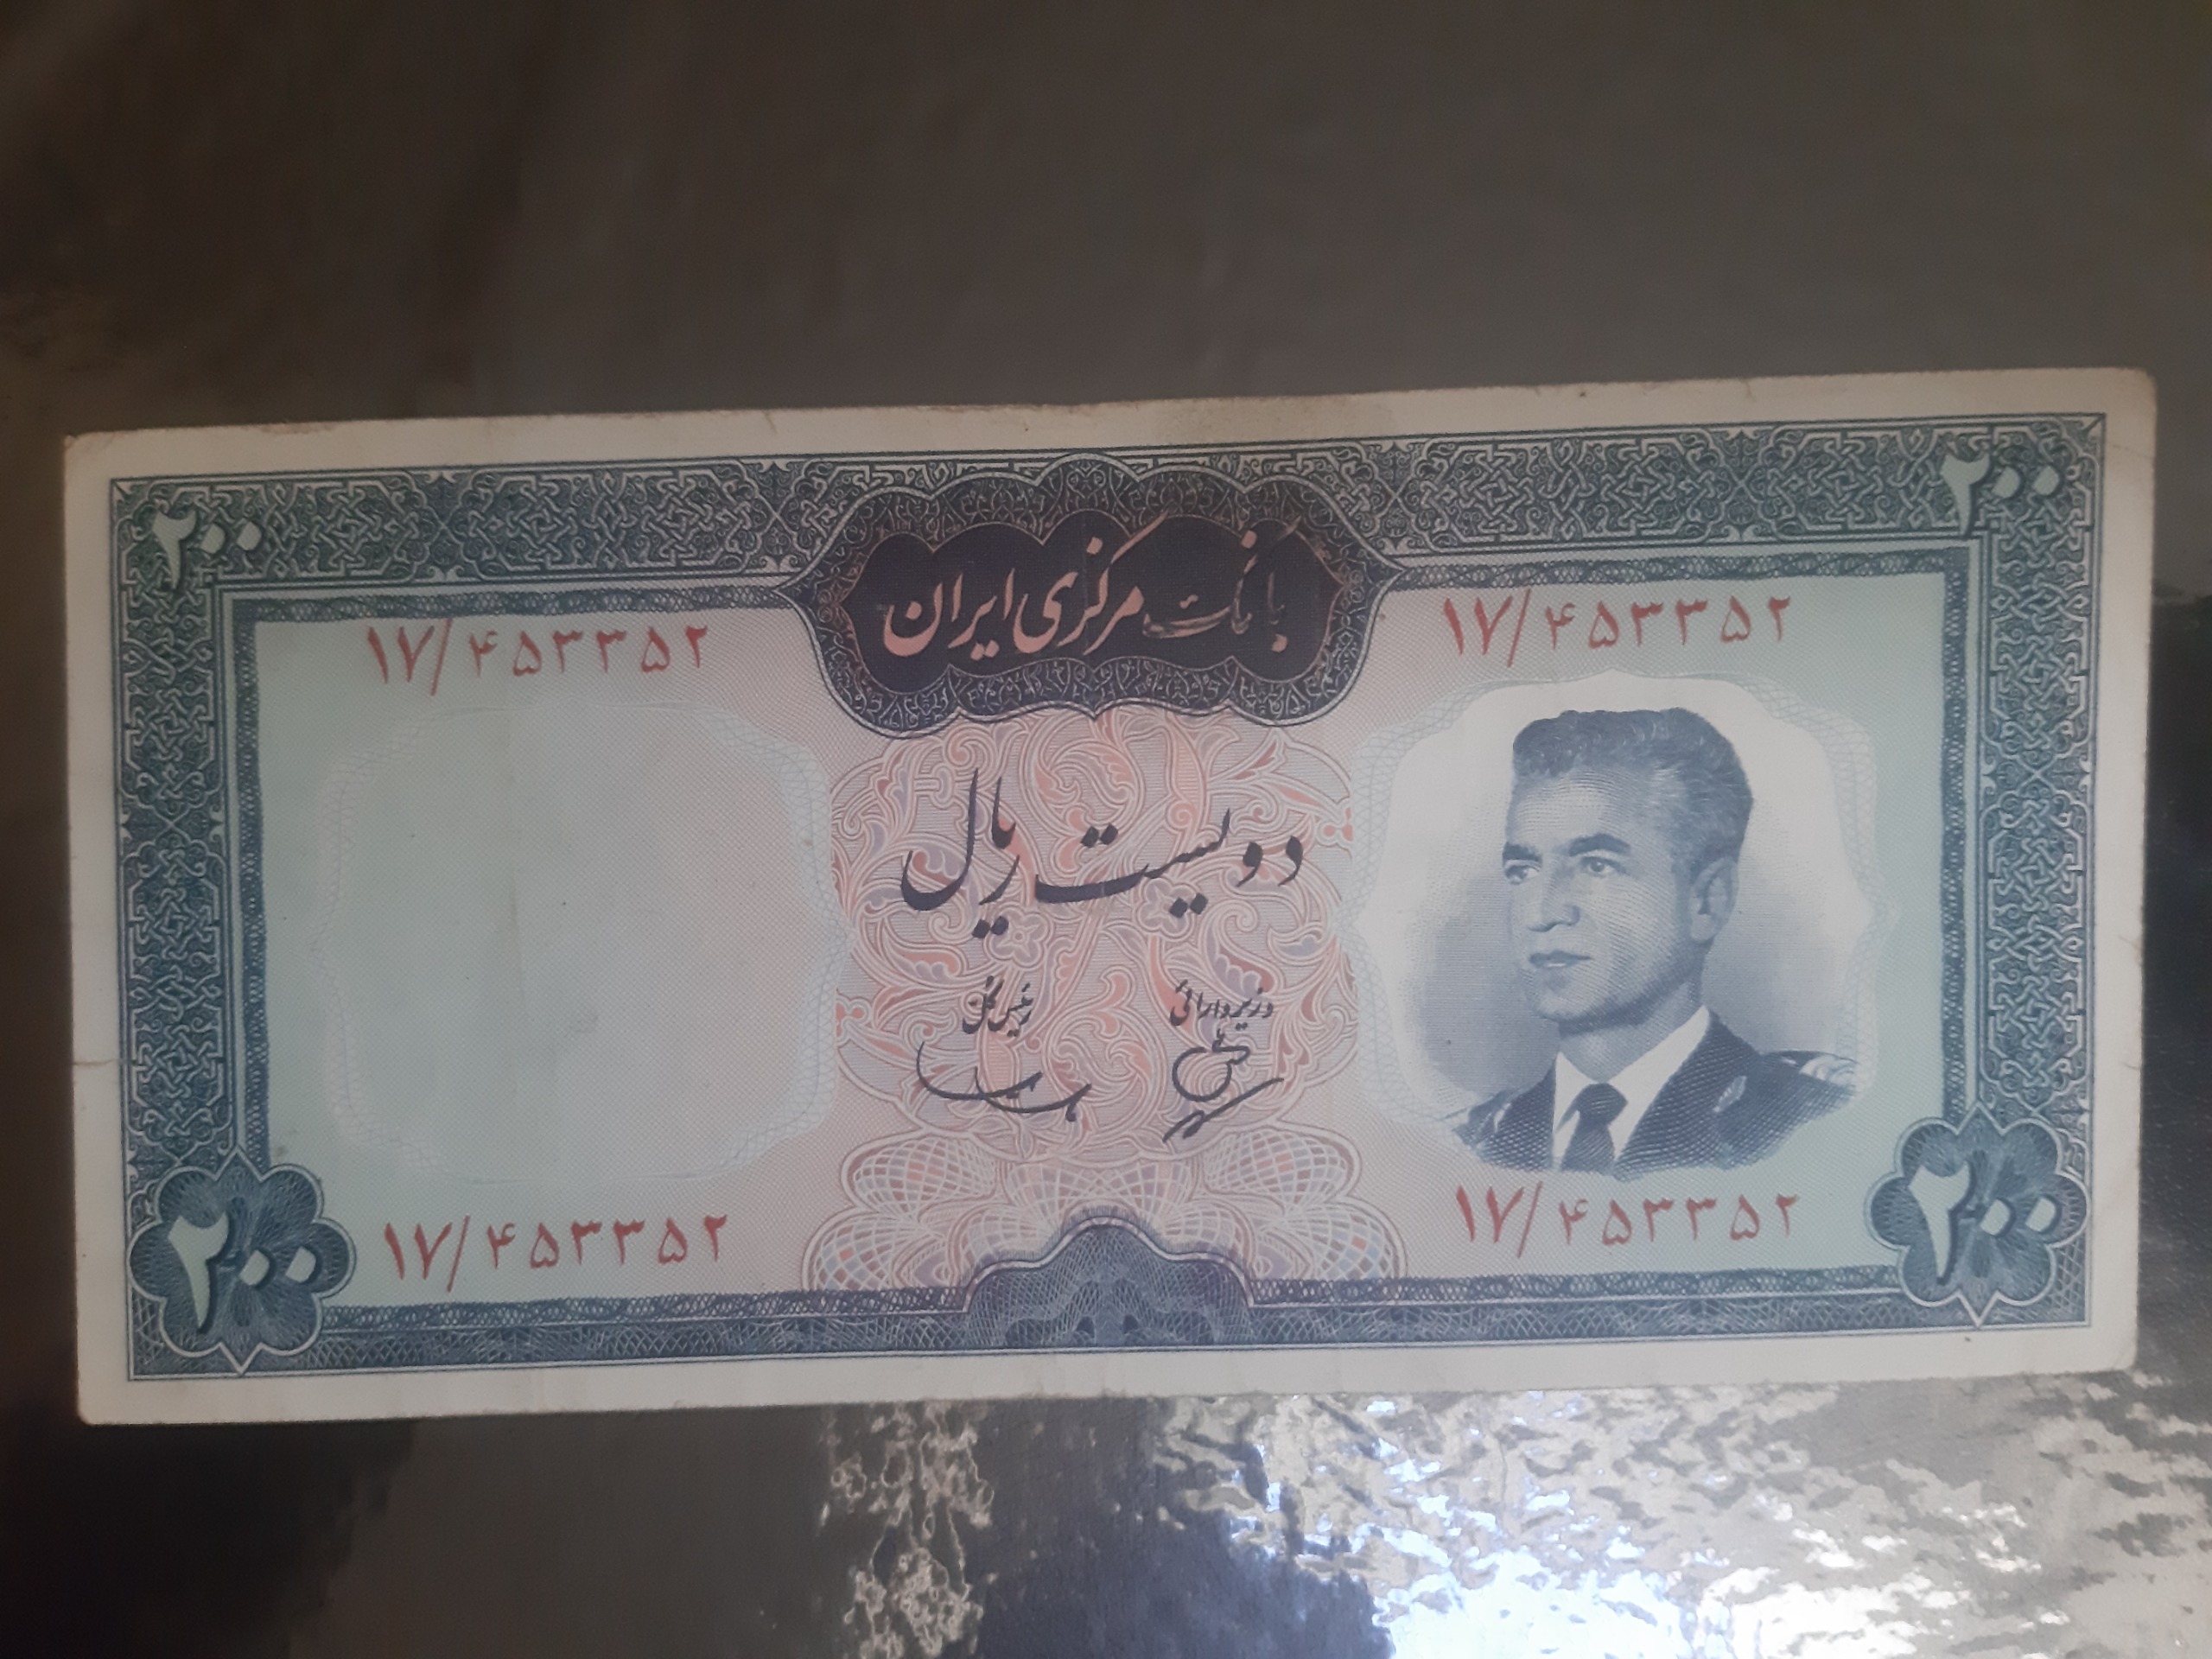 ۲۰۰
۲۰۰
بانک مرکزی ایران
۱۷/۴۵۳۳۵۲
۱۷/۴۵۳۳۵۲
دویست ریال
وزیر دارائی
رئیس کل
۱۷/۴۵۳۳۵۲
۱۷/۴۵۳۳۵۲
۲۰۰
۲۰۰